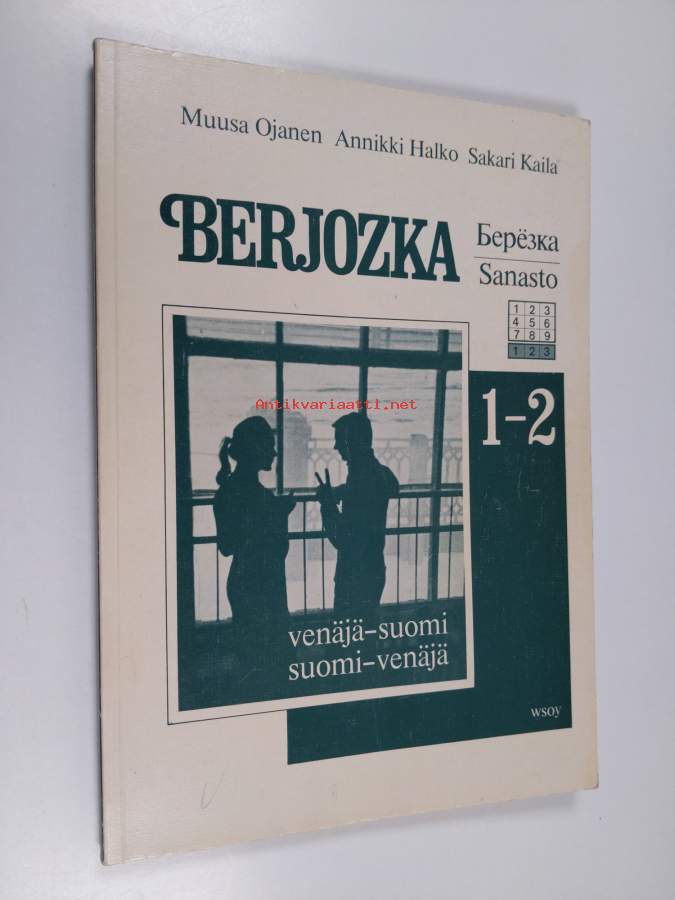 Muusa Ojanen Annikki Halko Sakari Kaila
BERJOZKA
Берёзка
Sanasto
1 2 3
4 5 6
7 8 9
1 2 3
1-2
Antikvariaatti.net
venäjä-suomi
suomi-venäjä
WSOY